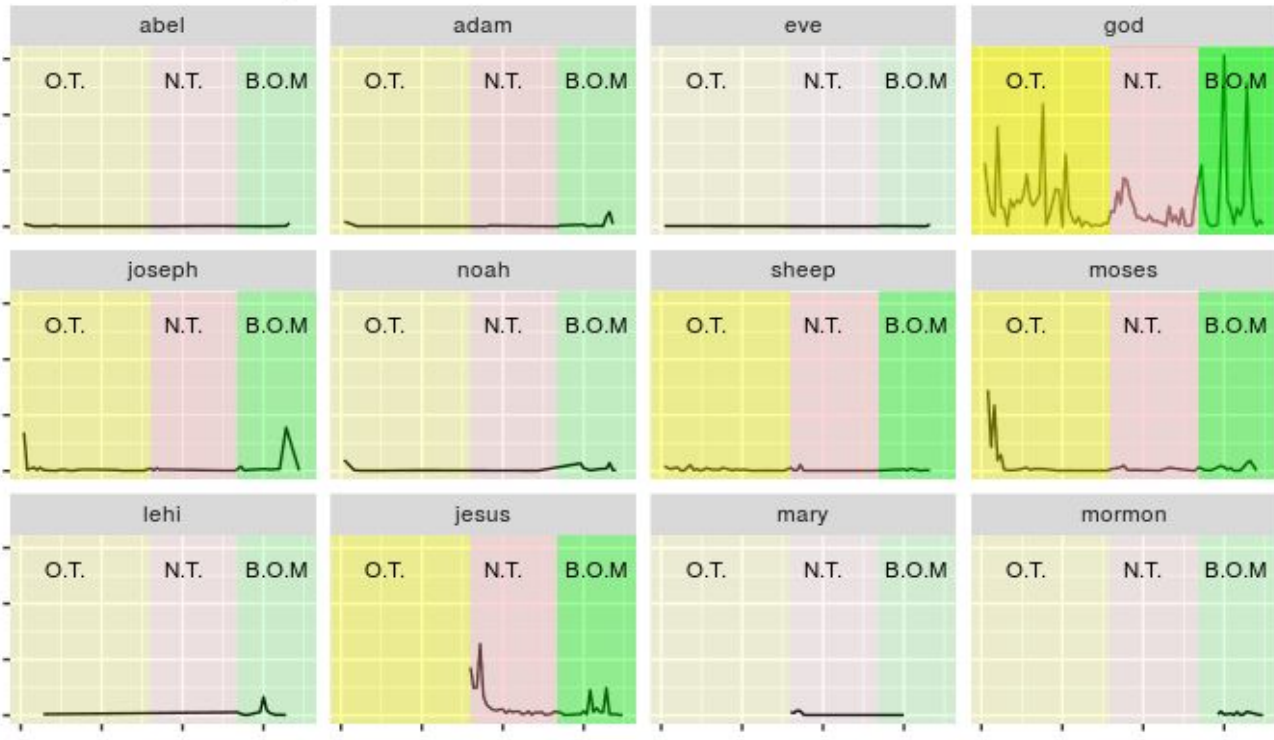 abel adam eve god
O.T. N.T. B.O.M O.T. N.T. B.O.M O.T. N.T. B.O.M O.T. N.T. B.O.M
joseph noah sheep moses
O.T. N.T. B.O.M O.T. N.T. B.O.M O.T. N.T. B.O.M O.T. N.T. B.O.M
lehi jesus mary mormon
O.T. N.T. B.O.M O.T. N.T. B.O.M O.T. N.T. B.O.M O.T. N.T. B.O.M